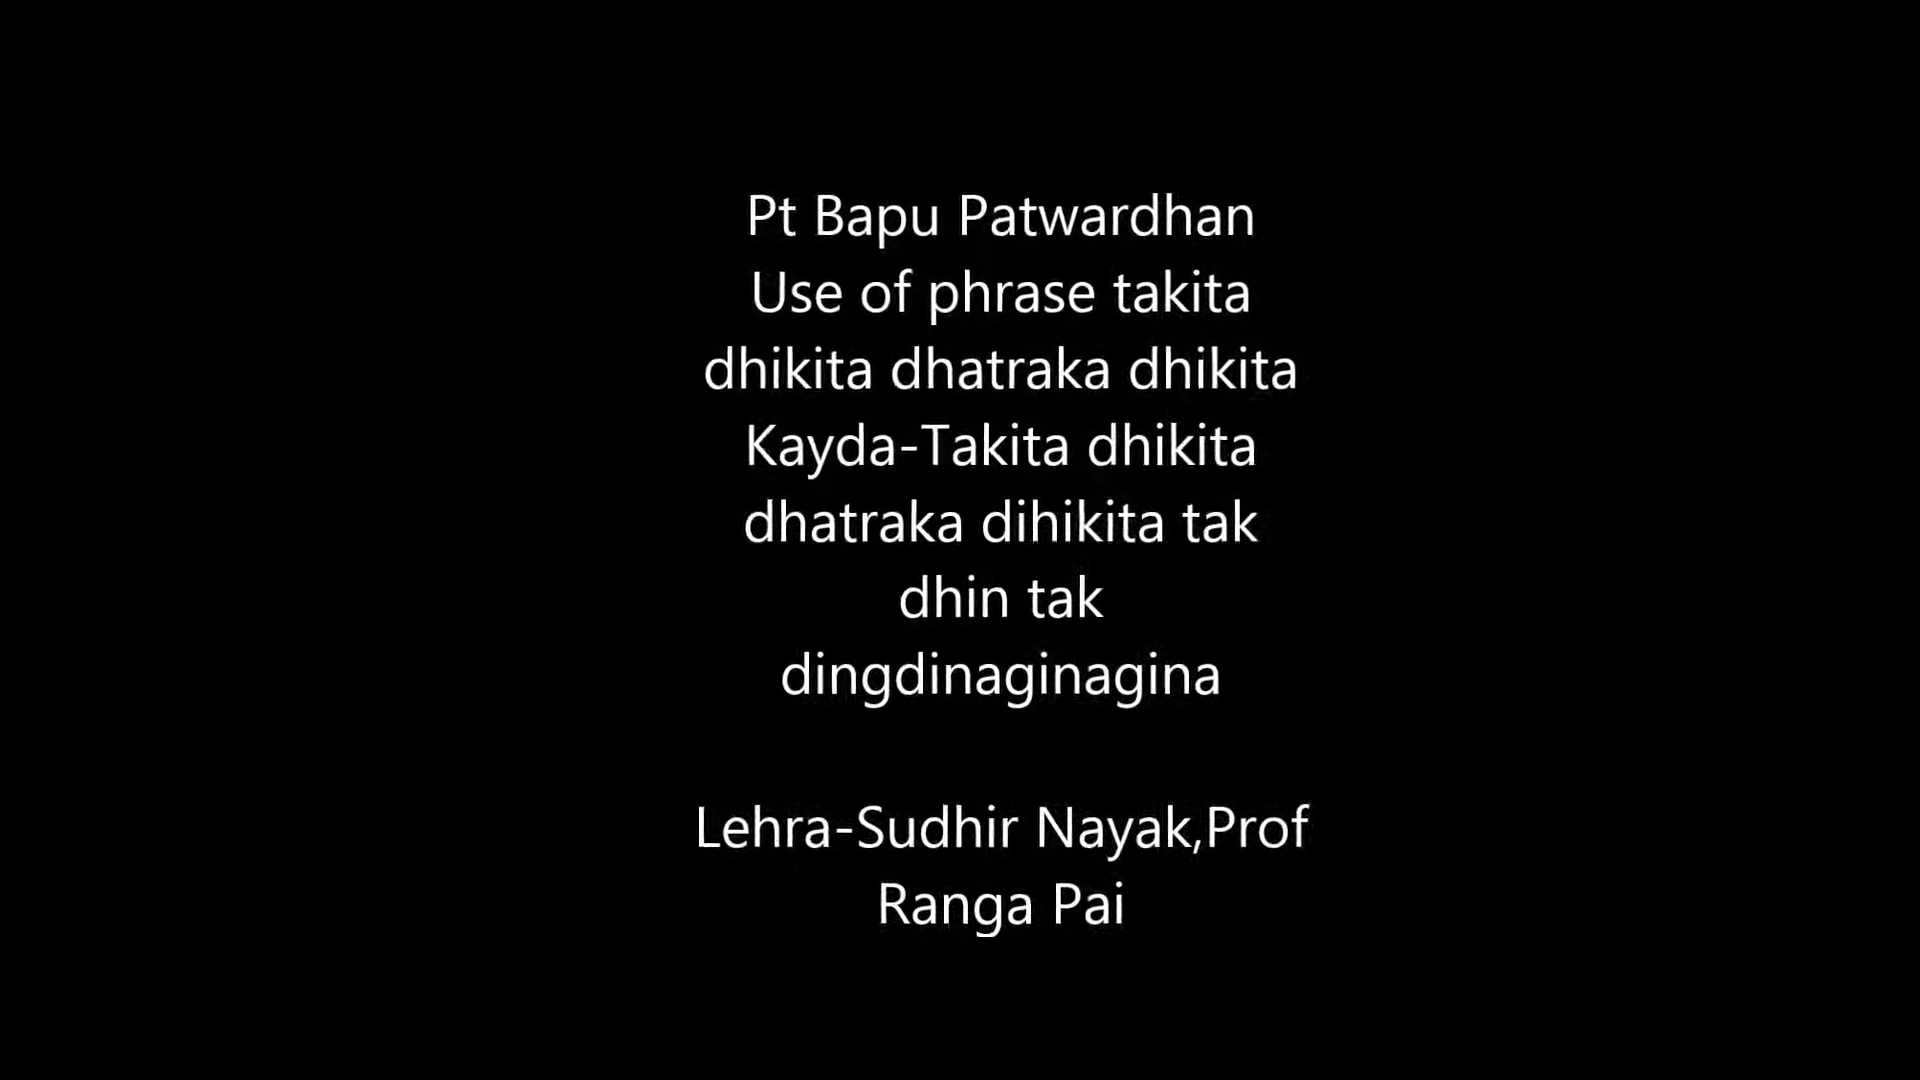 Pt Bapu Patwardhan
Use of phrase takita
dhikita dhatraka dhikita
Kayda-Takita dhikita
dhatraka dihikita tak
dhin tak
dingdinaginagina
Lehra-Sudhir Nayak,Prof
Ranga Pai